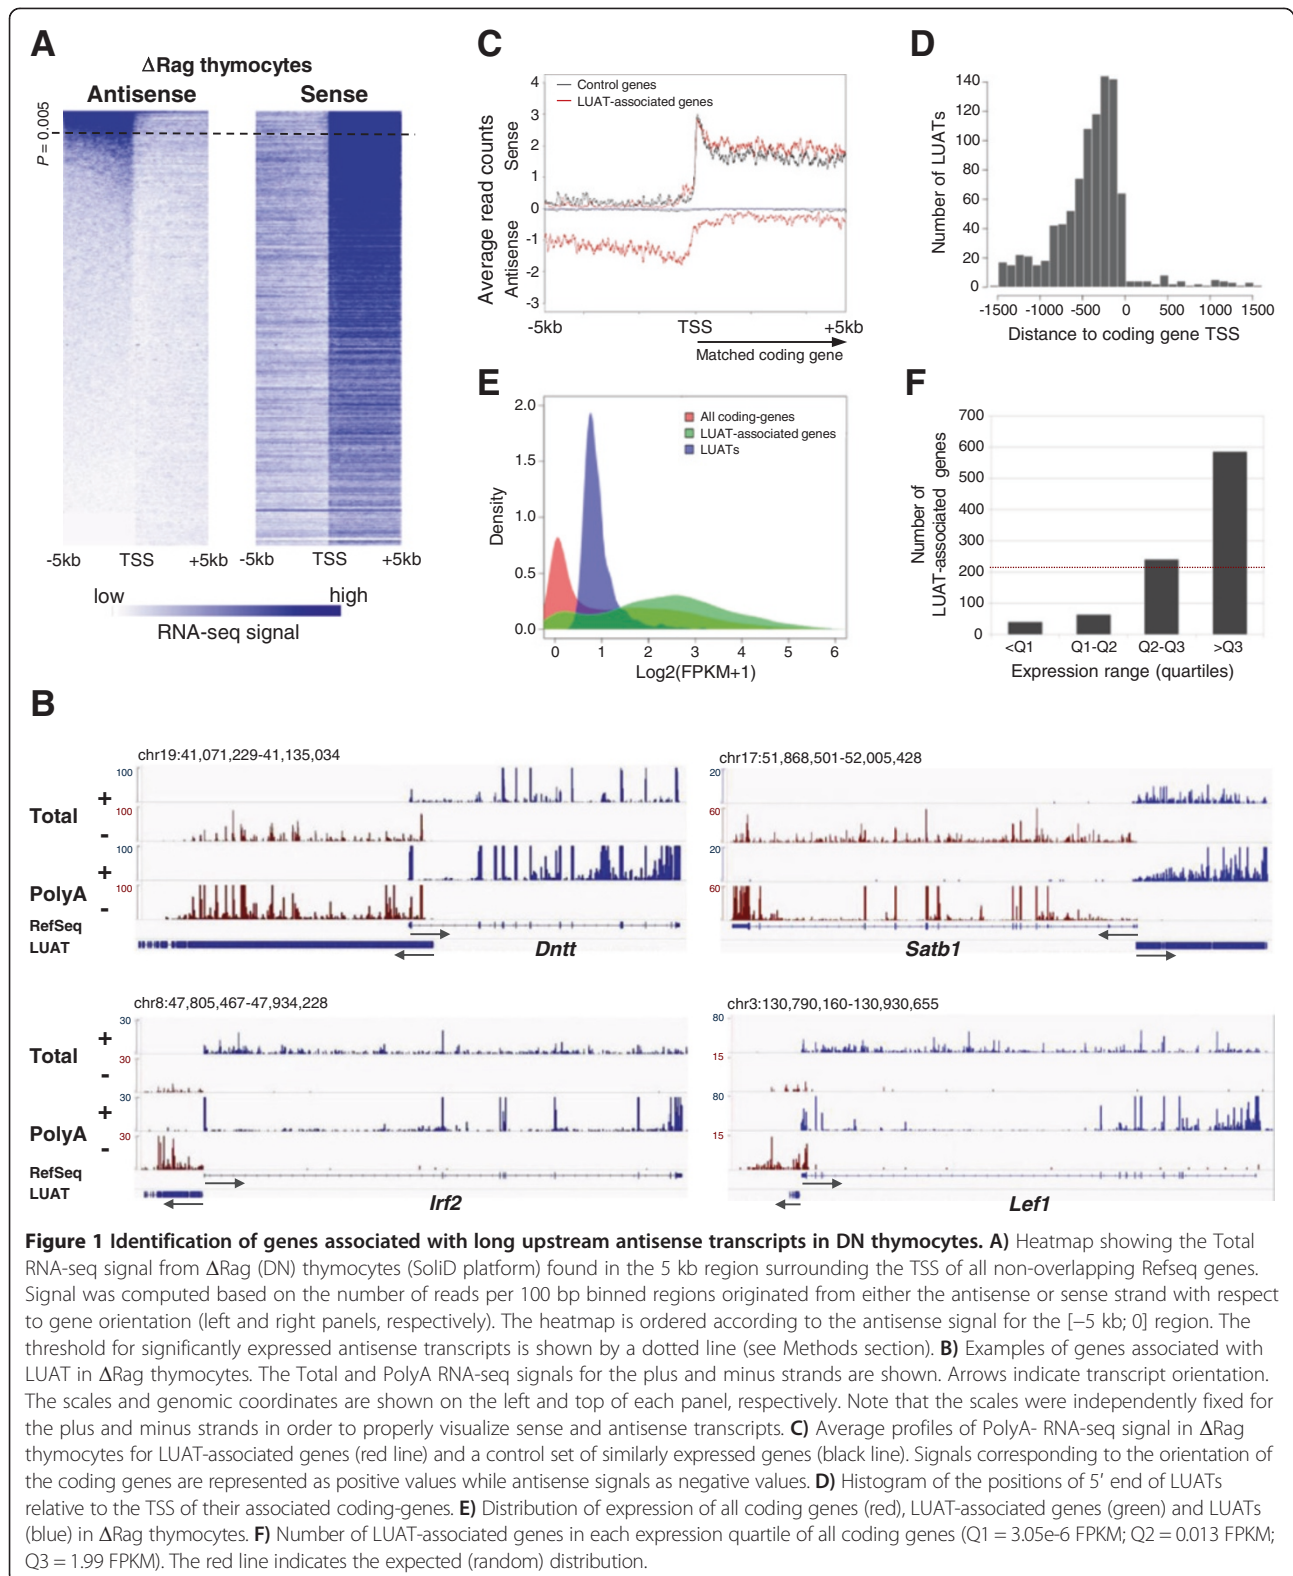 A
ΔRag thymocytes
Antisense
Sense
P = 0.005
-5kb
TSS
+5kb
-5kb
TSS
+5kb
low
high
RNA-seq signal
C
Control genes
LUAT-associated genes
4
3
2
1
0
-1
-2
-3
Average read counts
Sense
Antisense
-5kb
TSS
+5kb
Matched coding gene
D
Number of LUATs
140
120
100
80
60
40
20
0
-1500
-1000
-500
0
500
1000
1500
Distance to coding gene TSS
E
All coding-genes
LUAT-associated genes
LUATs
2.0
1.5
1.0
0.5
0.0
Density
0
1
2
3
4
5
6
Log2(FPKM+1)
F
700
600
500
400
300
200
100
0
Number of
LUAT-associated genes
<Q1
Q1-Q2
Q2-Q3
>Q3
Expression range (quartiles)
B
chr19:41,071,229-41,135,034
Total
+
-
PolyA
+
-
RefSeq
LUAT
100
100
100
100
Dntt
chr17:51,868,501-52,005,428
20
60
20
60
Satb1
chr8:47,805,467-47,934,228
Total
+
-
PolyA
+
-
RefSeq
LUAT
30
30
30
30
Irf2
chr3:130,790,160-130,930,655
80
15
80
15
Lef1
Figure 1 Identification of genes associated with long upstream antisense transcripts in DN thymocytes. A) Heatmap showing the Total
RNA-seq signal from ΔRag (DN) thymocytes (SoliD platform) found in the 5 kb region surrounding the TSS of all non-overlapping Refseq genes.
Signal was computed based on the number of reads per 100 bp binned regions originated from either the antisense or sense strand with respect
to gene orientation (left and right panels, respectively). The heatmap is ordered according to the antisense signal for the [−5 kb; 0] region. The
threshold for significantly expressed antisense transcripts is shown by a dotted line (see Methods section). B) Examples of genes associated with
LUAT in ΔRag thymocytes. The Total and PolyA RNA-seq signals for the plus and minus strands are shown. Arrows indicate transcript orientation.
The scales and genomic coordinates are shown on the left and top of each panel, respectively. Note that the scales were independently fixed for
the plus and minus strands in order to properly visualize sense and antisense transcripts. C) Average profiles of PolyA- RNA-seq signal in ΔRag
thymocytes for LUAT-associated genes (red line) and a control set of similarly expressed genes (black line). Signals corresponding to the orientation of
the coding genes are represented as positive values while antisense signals as negative values. D) Histogram of the positions of 5′ end of LUATs
relative to the TSS of their associated coding-genes. E) Distribution of expression of all coding genes (red), LUAT-associated genes (green) and LUATs
(blue) in ΔRag thymocytes. F) Number of LUAT-associated genes in each expression quartile of all coding genes (Q1 = 3.05e-6 FPKM; Q2 = 0.013 FPKM;
Q3 = 1.99 FPKM). The red line indicates the expected (random) distribution.